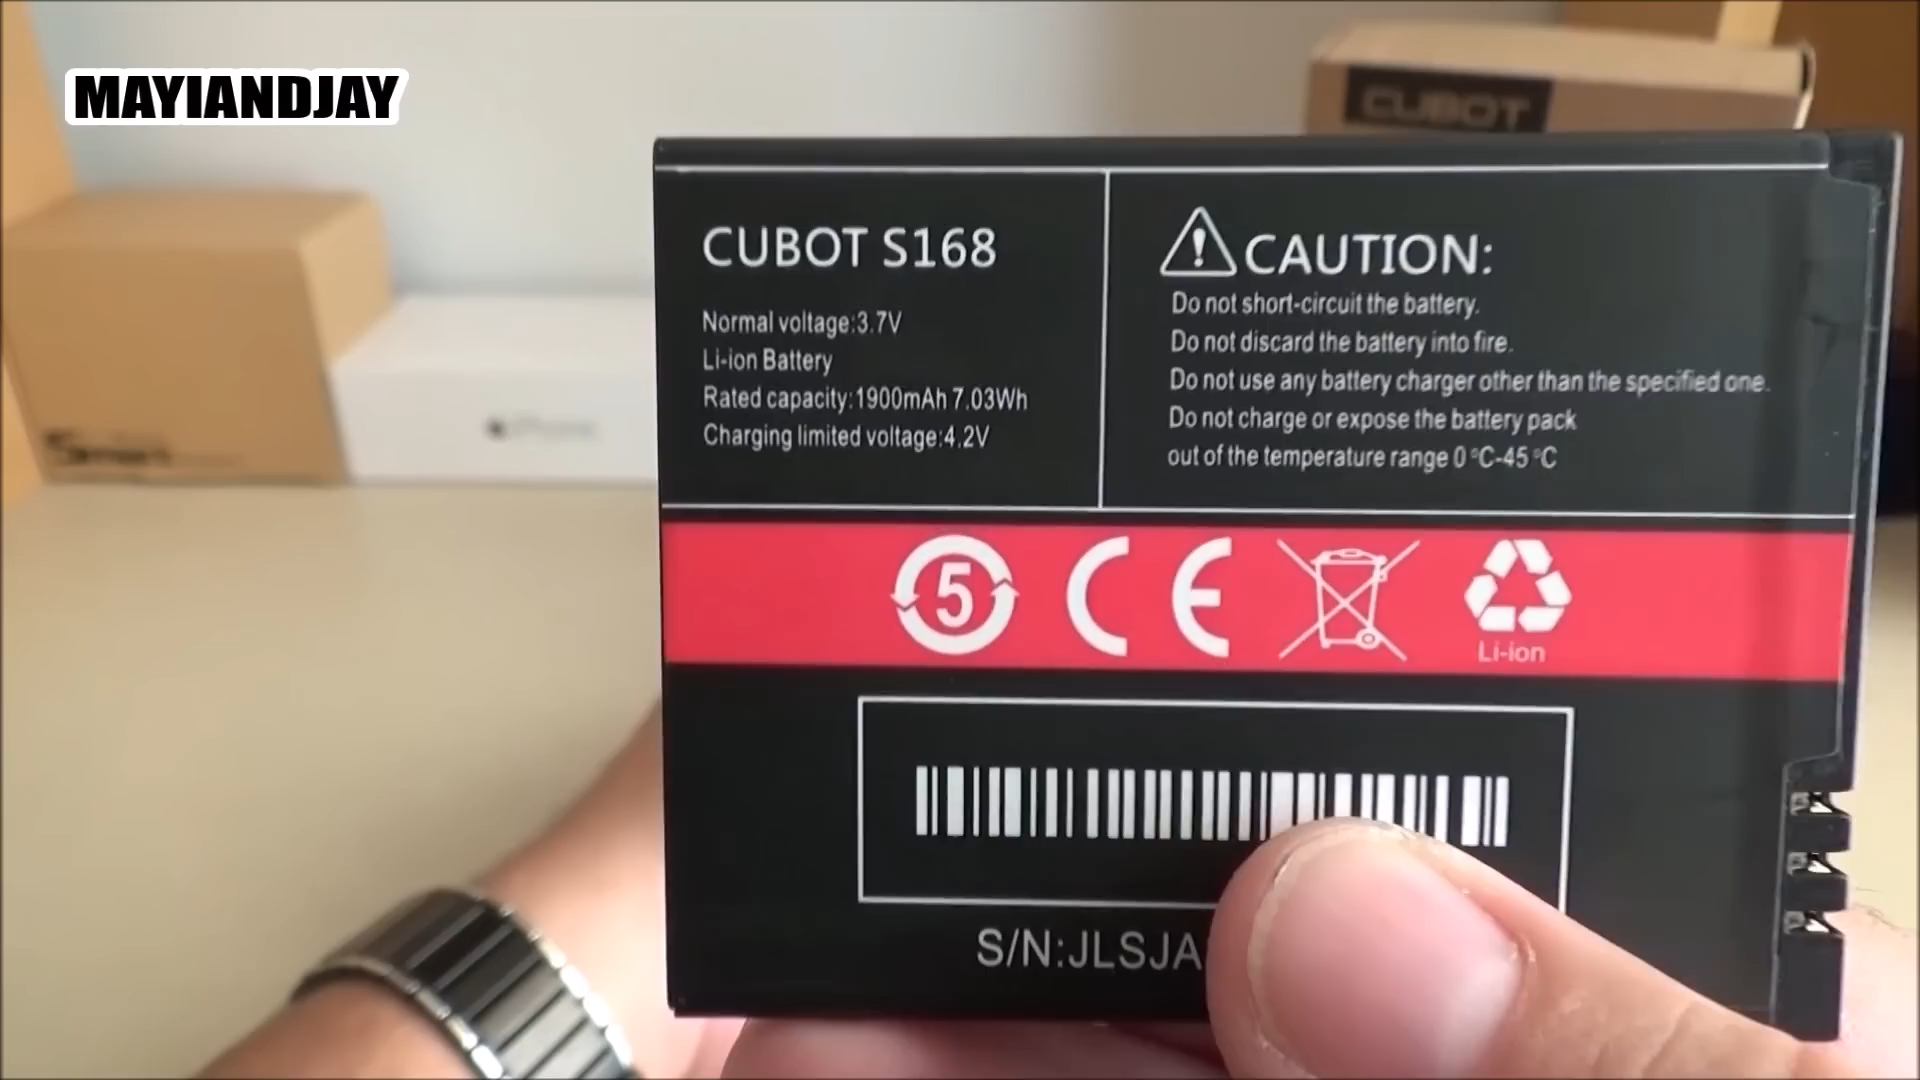 MAYIANDJAY
CUBOT
CUBOT S168
Normal voltage:3.7V
Li-ion Battery
Rated capacity:1900mAh 7.03Wh
Charging limited voltage:4.2V
CAUTION:
Do not short-circuit the battery.
Do not discard the battery into fire.
Do not use any battery charger other than the specified one.
Do not charge or expose the battery pack
out of the temperature range 0 °C-45 °C
Smart
iPhone
5
CE
Li-ion
S/N:JLSJA